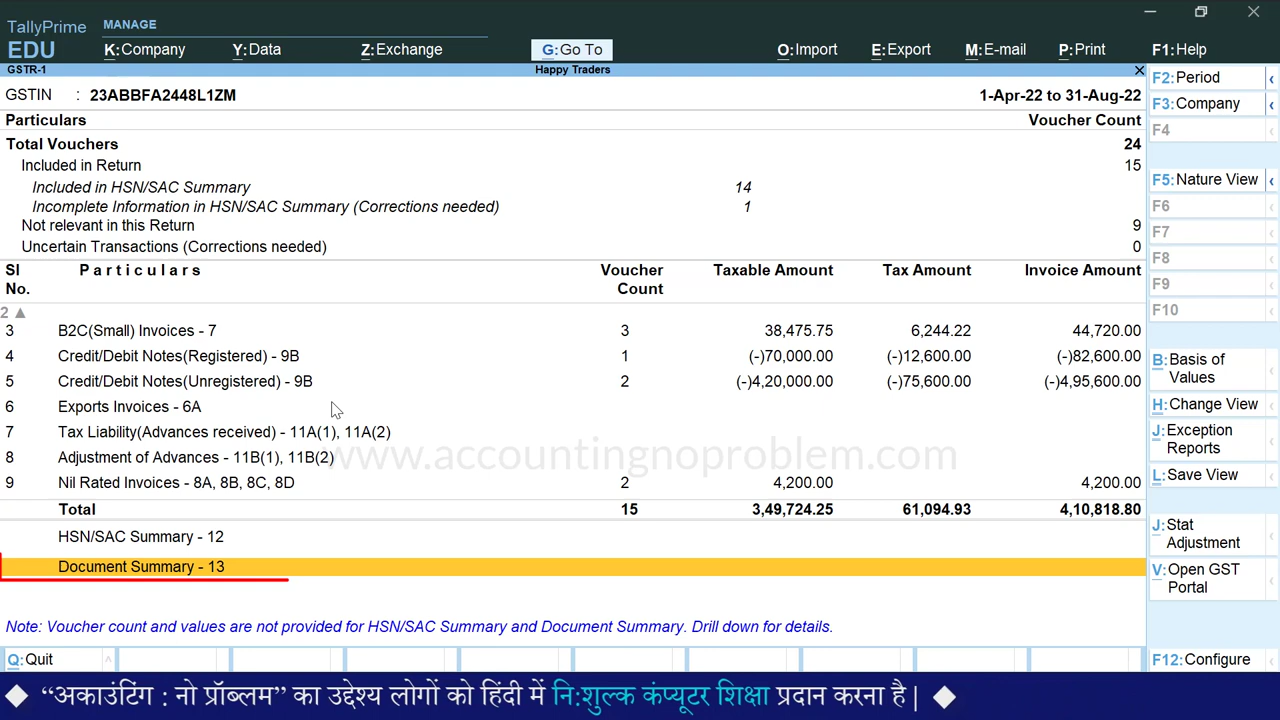 TallyPrime
EDU
MANAGE
K:Company Y:Data Z:Exchange G:Go To O:Import E:Export M:E-mail P:Print F1:Help
GSTR-1 Happy Traders
GSTIN : 23ABBFA2448L1ZM 1-Apr-22 to 31-Aug-22
Particulars Voucher Count
Total Vouchers 24
Included in Return 15
Included in HSN/SAC Summary 14
Incomplete Information in HSN/SAC Summary (Corrections needed) 1
Not relevant in this Return 9
Uncertain Transactions (Corrections needed) 0
Sl Particulars Voucher Taxable Amount Tax Amount Invoice Amount
No. Count
2 ▲
3 B2C(Small) Invoices - 7 3 38,475.75 6,244.22 44,720.00
4 Credit/Debit Notes(Registered) - 9B 1 (-)70,000.00 (-)12,600.00 (-)82,600.00
5 Credit/Debit Notes(Unregistered) - 9B 2 (-)4,20,000.00 (-)75,600.00 (-)4,95,600.00
6 Exports Invoices - 6A
7 Tax Liability(Advances received) - 11A(1), 11A(2)
8 Adjustment of Advances - 11B(1), 11B(2)
www.accountingnoproblem.com
9 Nil Rated Invoices - 8A, 8B, 8C, 8D 2 4,200.00 4,200.00
Total 15 3,49,724.25 61,094.93 4,10,818.80
HSN/SAC Summary - 12
Document Summary - 13
Note: Voucher count and values are not provided for HSN/SAC Summary and Document Summary. Drill down for details.
Q:Quit
F2:Period
F3:Company
F4
F5:Nature View
F6
F7
F8
F9
F10
B:Basis of
Values
H:Change View
J:Exception
Reports
L:Save View
J:Stat
Adjustment
V:Open GST
Portal
F12:Configure
◆ “अकाउंटिंग : नो प्रॉब्लम” का उद्देश्य लोगों को हिंदी में नि:शुल्क कंप्यूटर शिक्षा प्रदान करना है | ◆